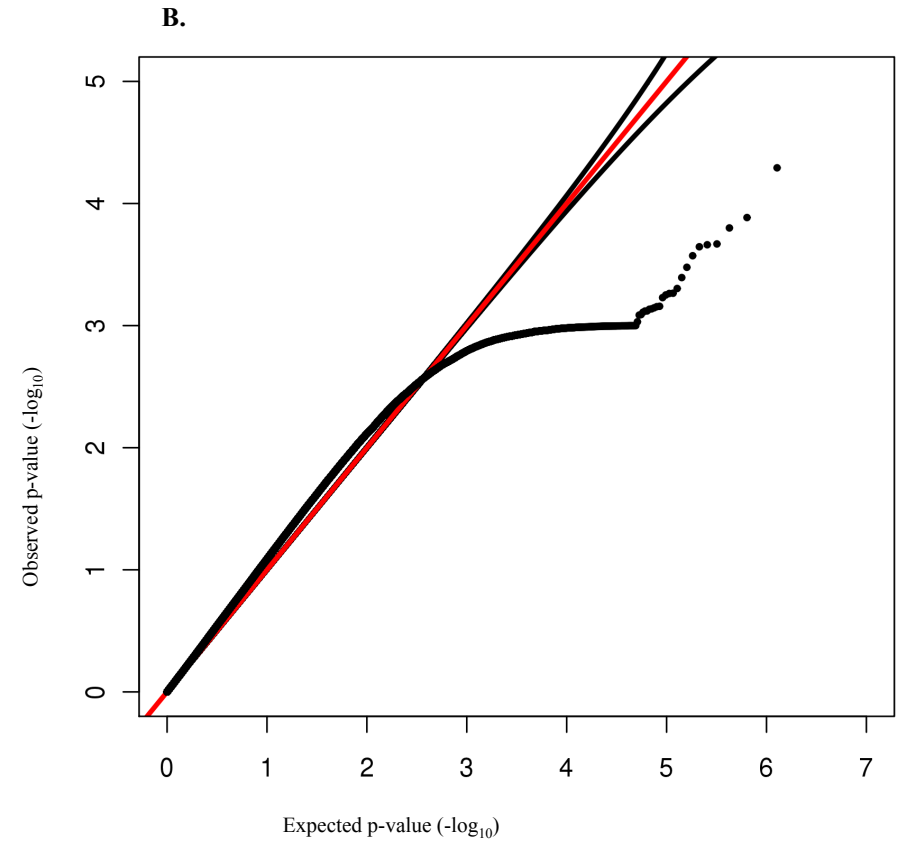 B.
5
4
3
2
1
0
Observed p-value (-log10)
0 1 2 3 4 5 6 7
Expected p-value (-log10)